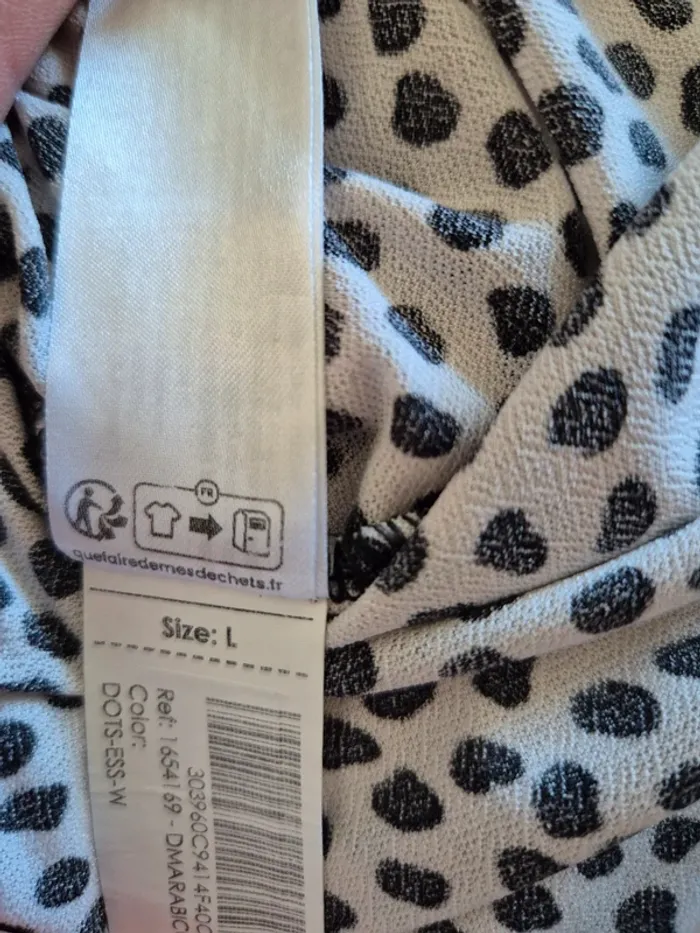 FR
quefairedemesdechets.fr
Size: L
303960C9414F40C
Ref: 1654169 - DMARABIC
Color:
DOTS-ESS-W